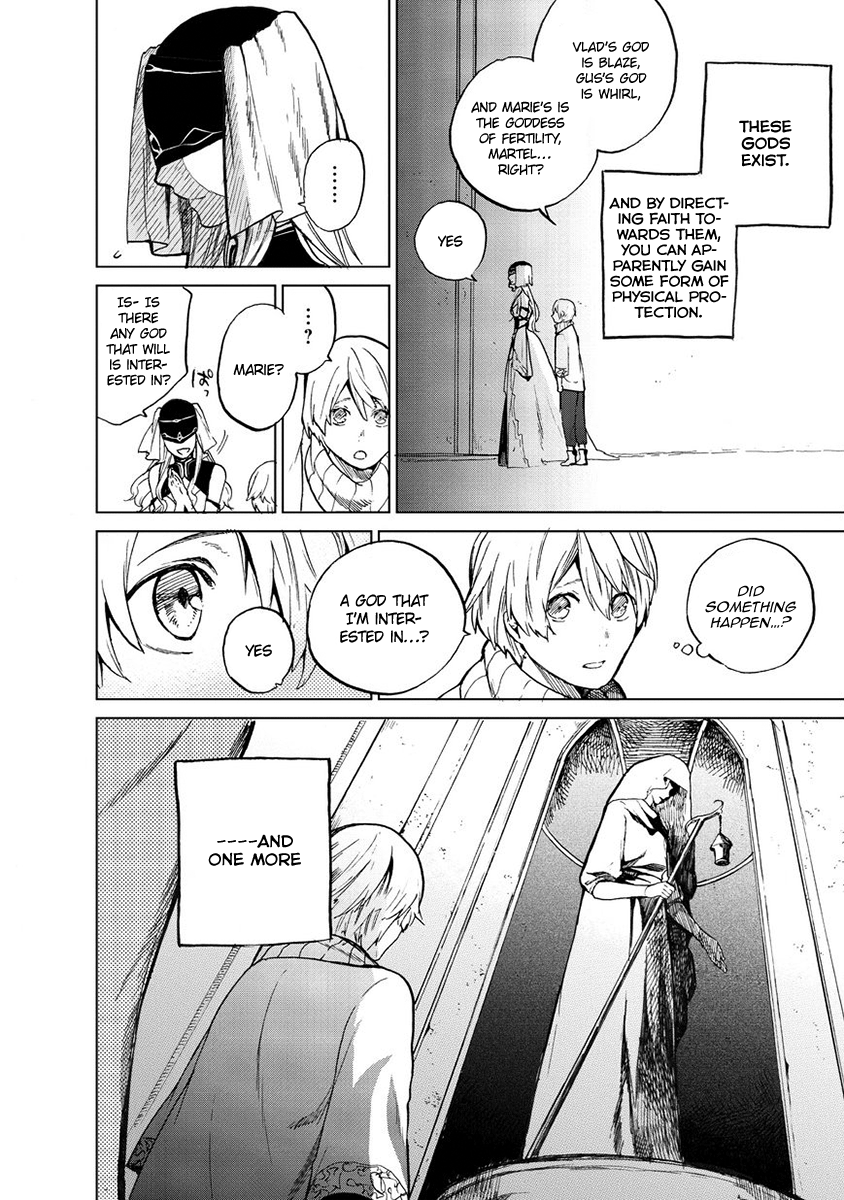 THESE
GODS
EXIST.
AND BY DIRECT-
ING FAITH TO-
WARDS THEM,
YOU CAN AP-
PARENTLY GAIN
SOME FORM OF
PHYSICAL PRO-
TECTION.
VLAD'S GOD
IS BLAZE,
GUS'S GOD
IS WHIRL,
AND MARIE'S IS
THE GODDESS
OF FERTILITY,
MARTEL...
RIGHT?
YES
......
...?
MARIE?
IS- IS
THERE
ANY GOD
THAT WILL
IS INTER-
ESTED IN?
DID
SOMETHING
HAPPEN...?
A GOD THAT
I'M INTER-
ESTED IN...?
YES
----AND
ONE MORE